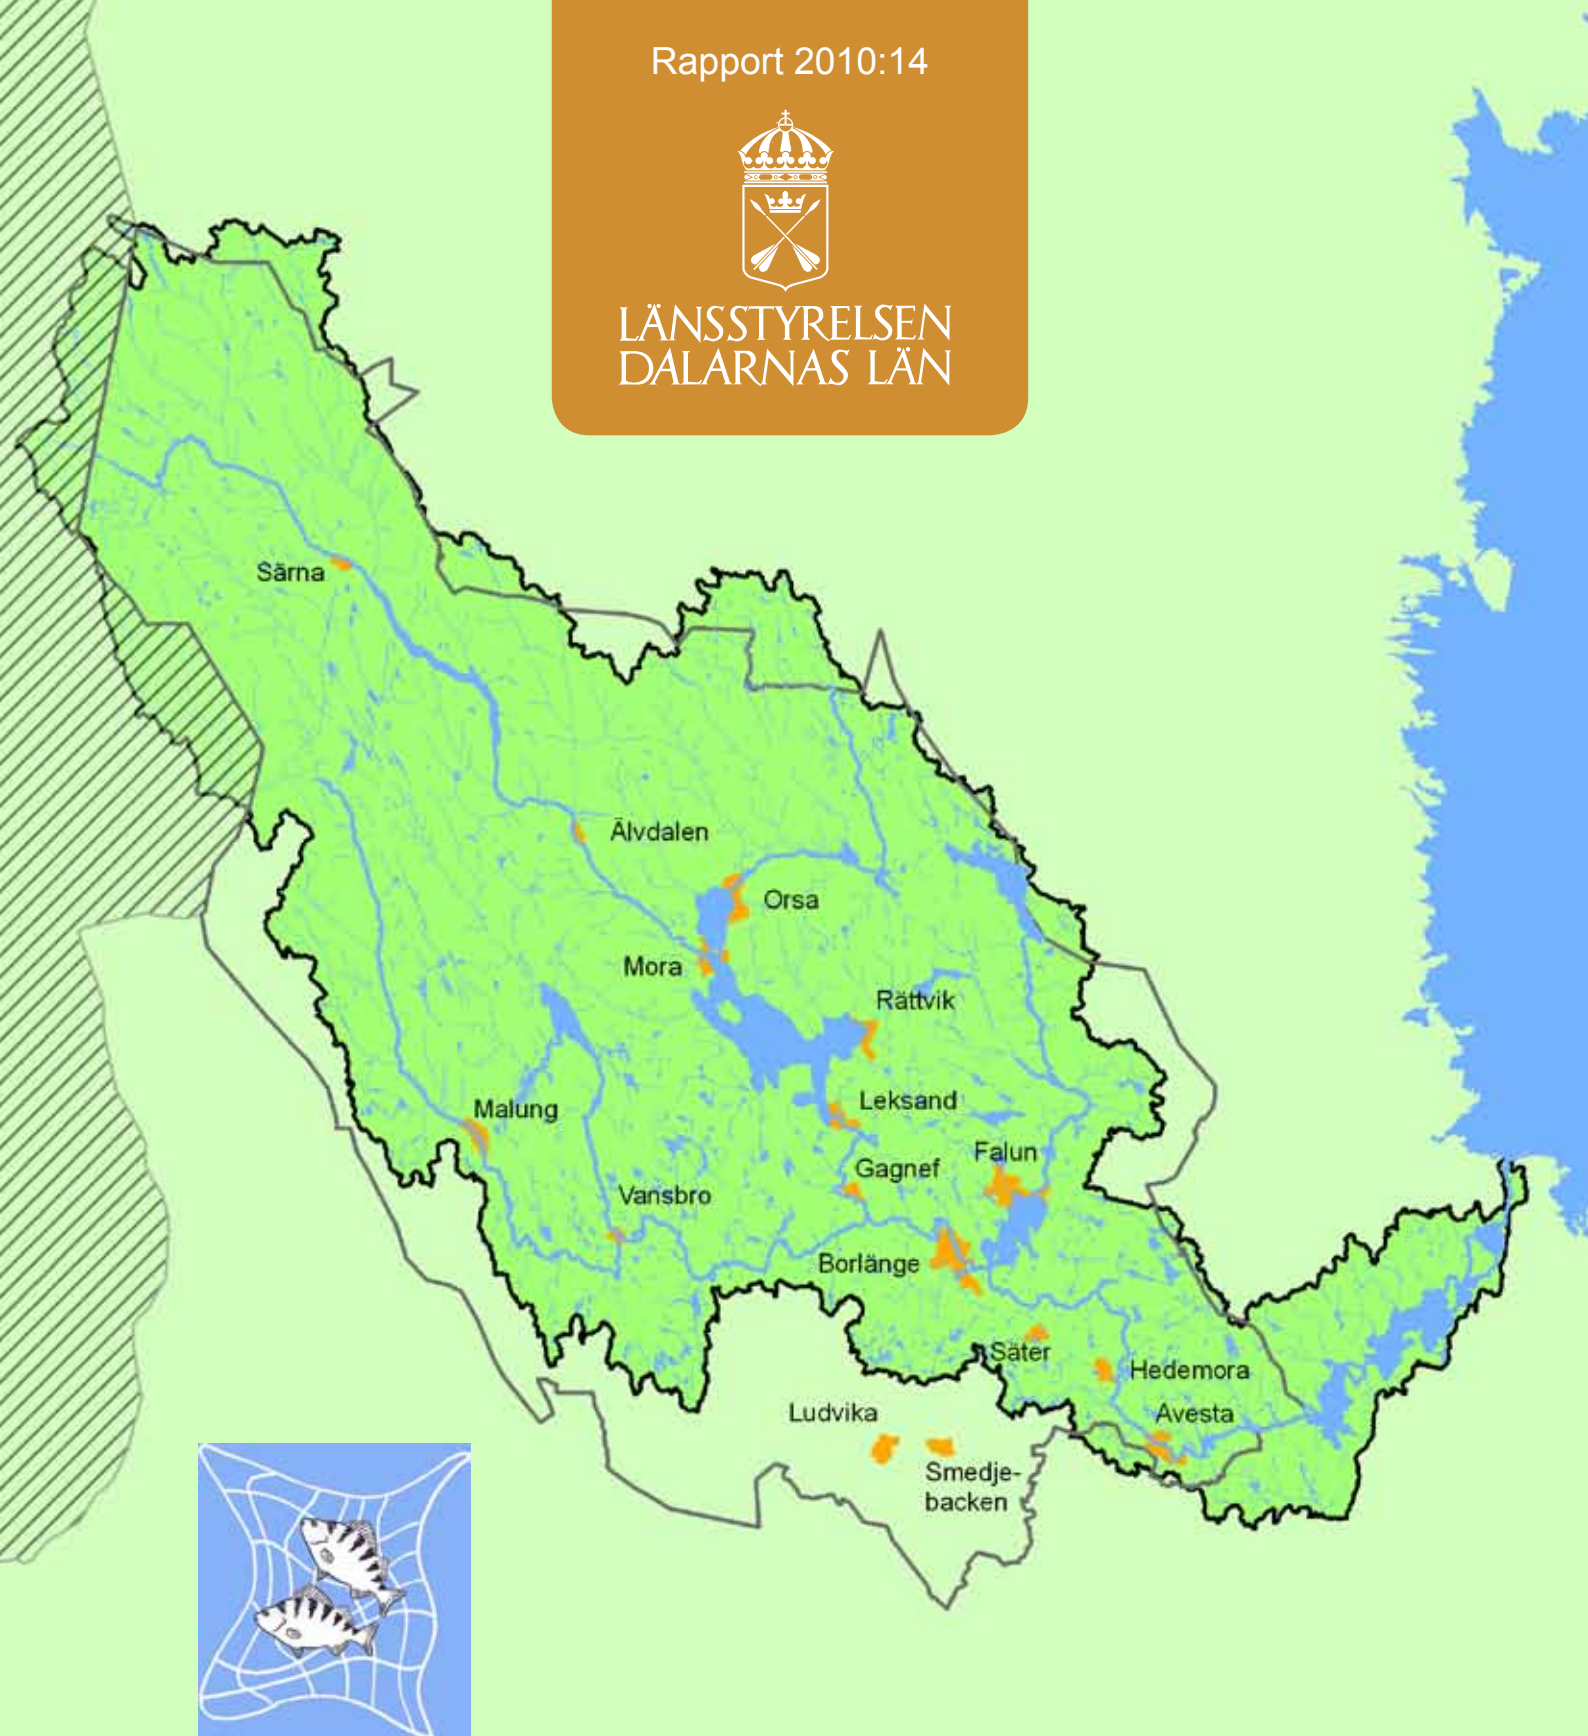 Rapport 2010:14
LÄNSSTYRELSEN
DALARNAS LÄN
Särna
Älvdalen
Orsa
Mora
Rättvik
Malung
Leksand
Falun
Gagnef
Vansbro
Borlänge
Säter
Hedemora
Ludvika
Avesta
Smedje-
backen